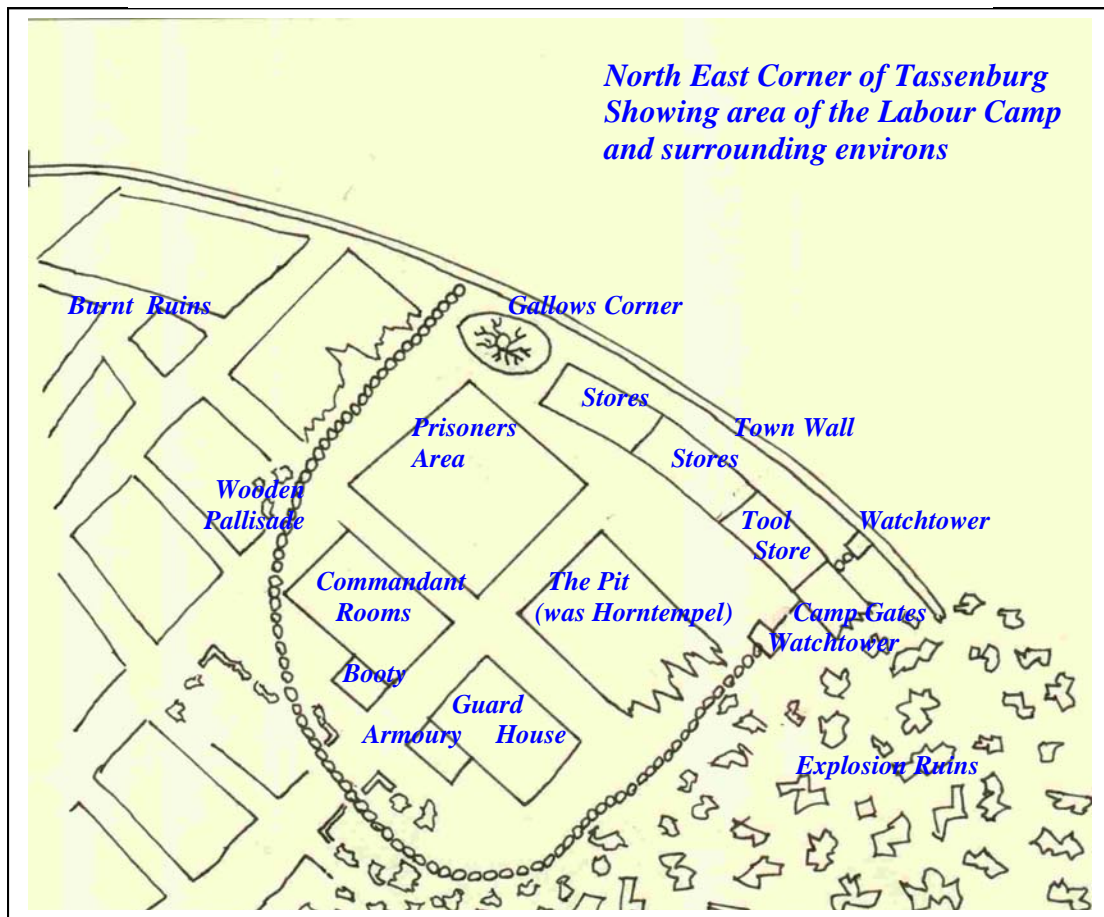 North East Corner of Tassenburg
Showing area of the Labour Camp
and surrounding environs
Burnt Ruins
Gallows Corner
Stores
Prisoners
Area
Town Wall
Stores
Wooden
Pallisade
Tool
Store
Watchtower
Commandant
Rooms
The Pit
(was Horntempel)
Camp Gates
Watchtower
Booty
Guard
House
Armoury
Explosion Ruins